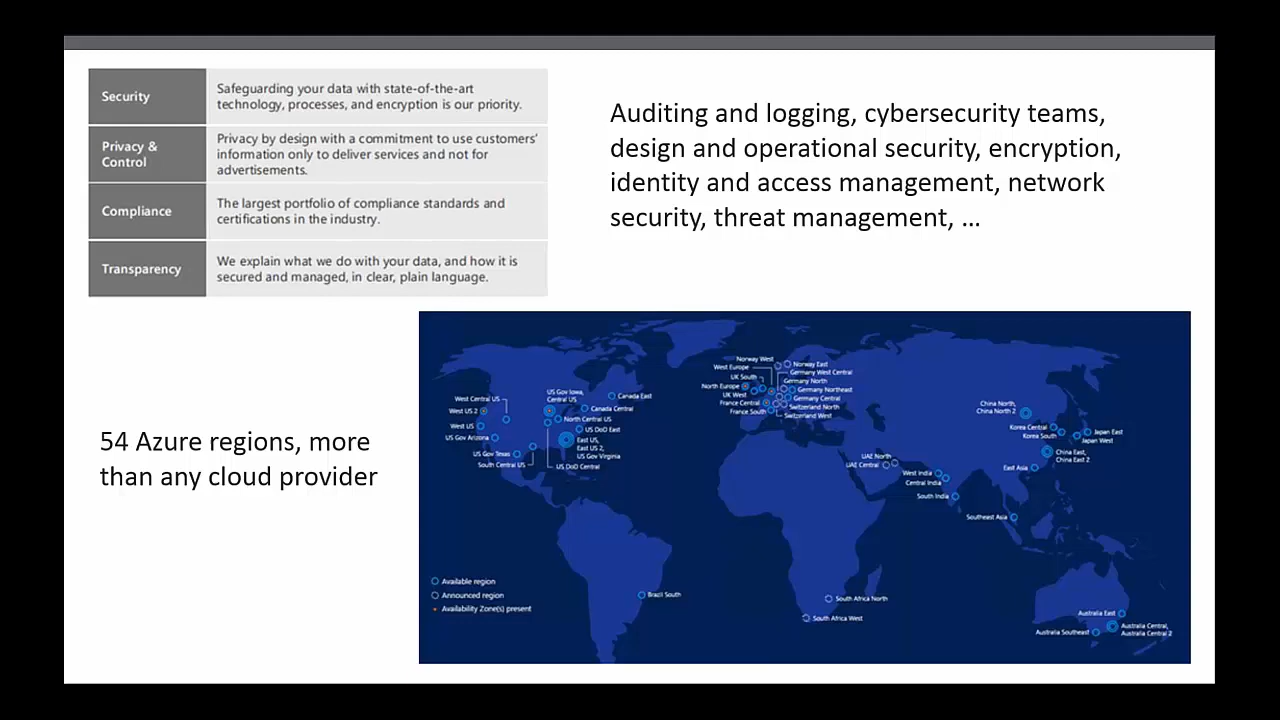 Security
Safeguarding your data with state-of-the-art
technology, processes, and encryption is our priority.
Privacy &
Control
Privacy by design with a commitment to use customers'
information only to deliver services and not for
advertisements.
Compliance
The largest portfolio of compliance standards and
certifications in the industry.
Transparency
We explain what we do with your data, and how it is
secured and managed, in clear, plain language.
Auditing and logging, cybersecurity teams,
design and operational security, encryption,
identity and access management, network
security, threat management, ...
54 Azure regions, more
than any cloud provider
West Central US
West US 2
West US
US Gov Arizona
US Gov Texas
South Central US
US Gov Iowa,
Central US
Canada East
Canada Central
North Central US
US DoD East
East US,
East US 2,
US Gov Virginia
US DoD Central
Brazil South
Norway West
West Europe
UK South
North Europe
UK West
France Central
France South
Norway East
Germany West Central
Germany North
Germany Northeast
Germany Central
Switzerland North
Switzerland West
UAE North
UAE Central
South Africa North
South Africa West
West India
Central India
South India
China North,
China North 2
Korea Central
Korea South
Japan East
Japan West
China East,
China East 2
East Asia
Southeast Asia
Australia East
Australia Southeast
Australia Central,
Australia Central 2
Available region
Announced region
Availability Zone(s) present